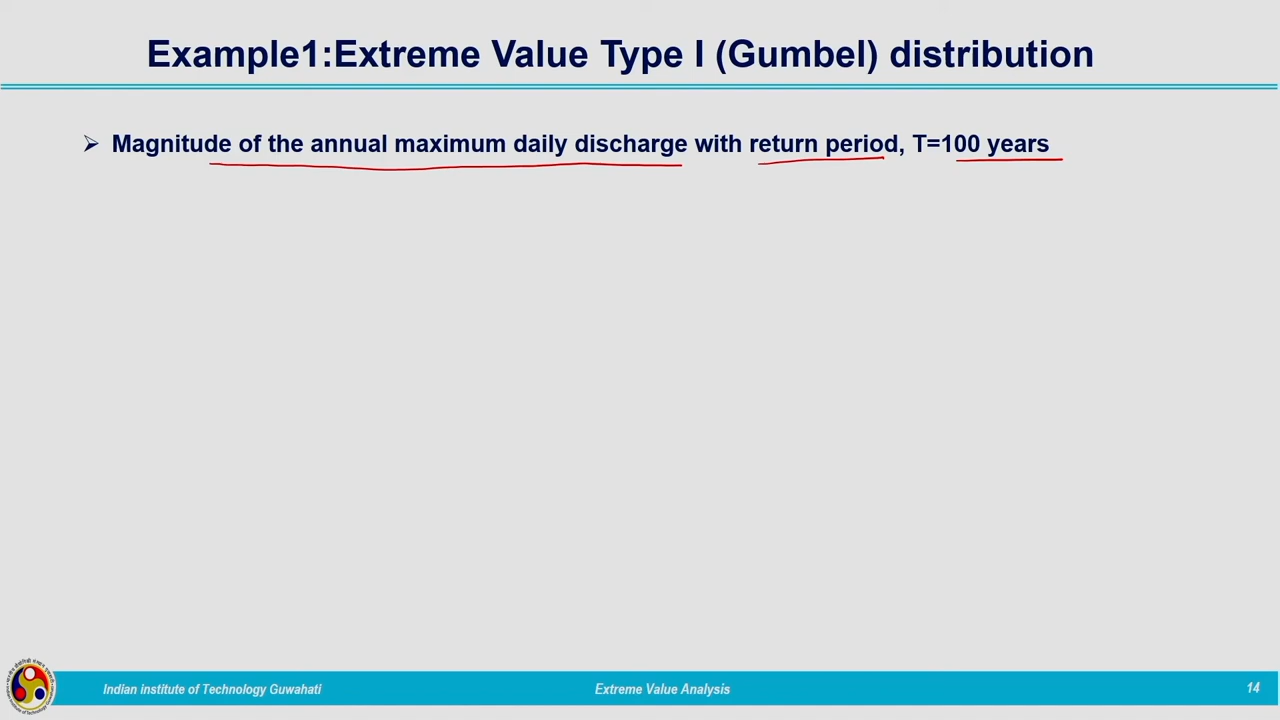 Example1:Extreme Value Type I (Gumbel) distribution
Magnitude of the annual maximum daily discharge with return period, T=100 years
Indian institute of Technology Guwahati
Extreme Value Analysis
14